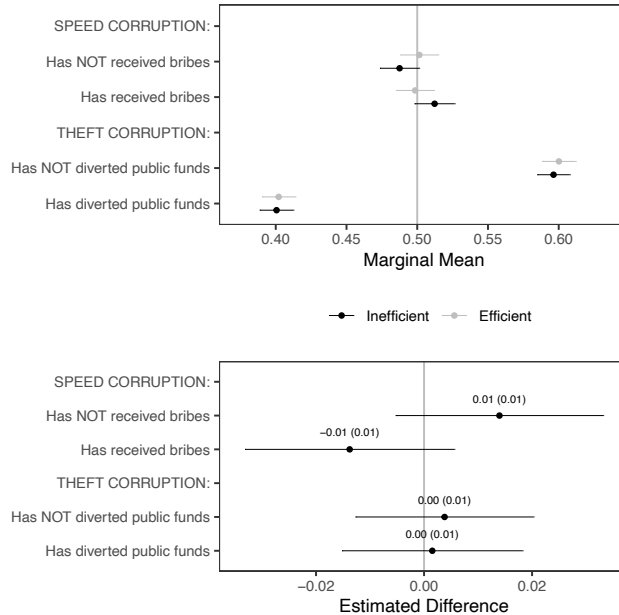 SPEED CORRUPTION:
Has NOT received bribes
Has received bribes
THEFT CORRUPTION:
Has NOT diverted public funds
Has diverted public funds
0.40 0.45 0.50 0.55 0.60
Marginal Mean
Inefficient Efficient
SPEED CORRUPTION:
0.01 (0.01)
Has NOT received bribes
−0.01 (0.01)
Has received bribes
THEFT CORRUPTION:
0.00 (0.01)
Has NOT diverted public funds
0.00 (0.01)
Has diverted public funds
−0.02 0.00 0.02
Estimated Difference